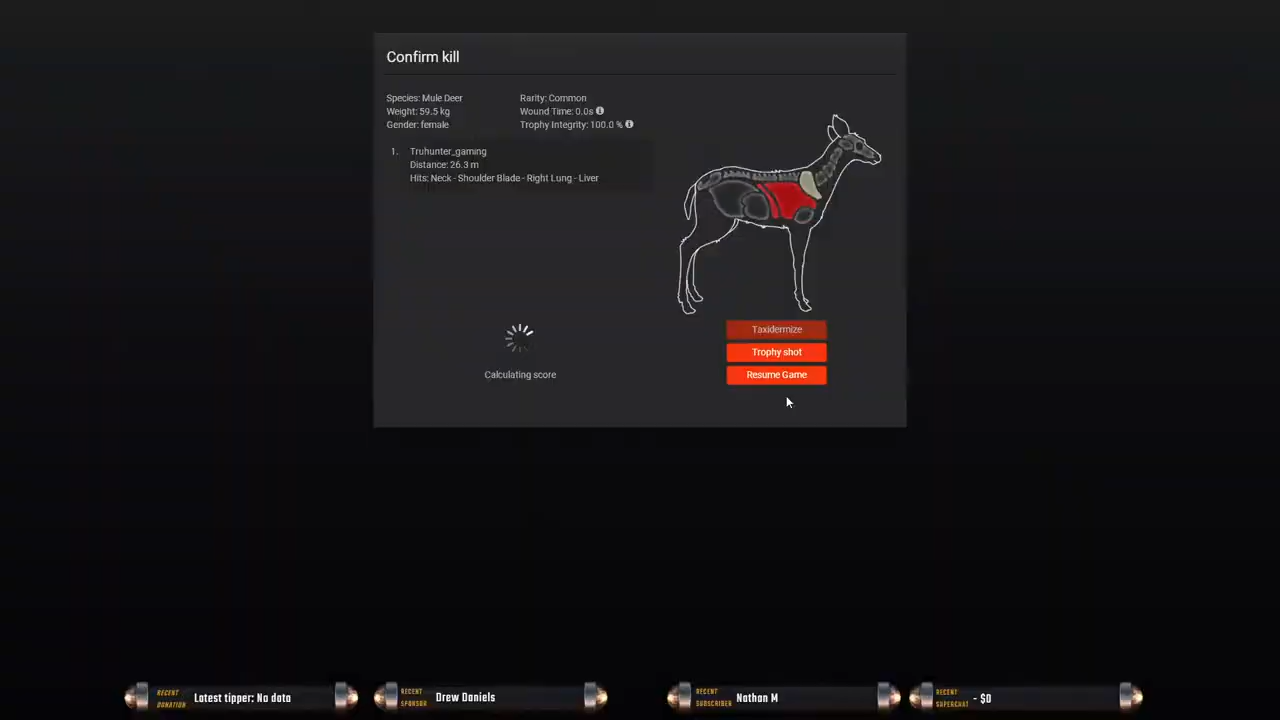 Confirm kill
Species: Mule Deer
Weight: 59.5 kg
Gender: female
Rarity: Common
Wound Time: 0.0s
Trophy Integrity: 100.0 %
1. Truhunter_gaming
Distance: 26.3 m
Hits: Neck - Shoulder Blade - Right Lung - Liver
Calculating score
Taxidermize
Trophy shot
Resume Game
RECENT
DONATION
Latest tipper: No data
RECENT
SPONSOR
Drew Daniels
RECENT
SUBSCRIBER
Nathan M
RECENT
SUPERCHAT
- $0